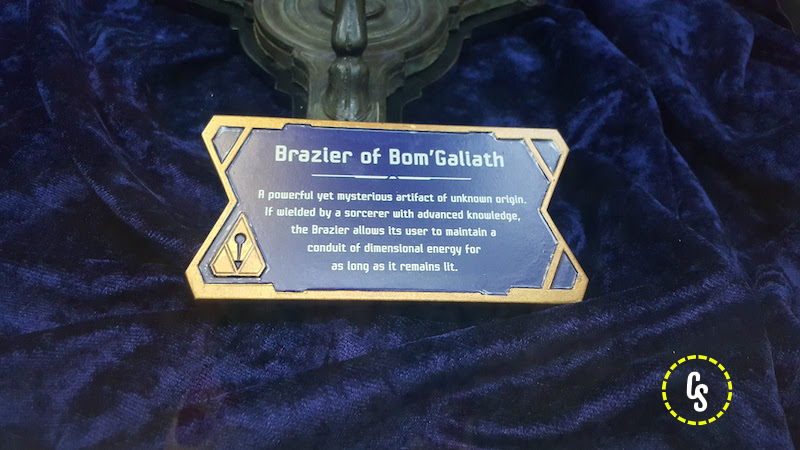 Brazier of Bom'Galiath
A powerful yet mysterious artifact of unknown origin.
If wielded by a sorcerer with advanced knowledge,
the Brazier allows its user to maintain a
conduit of dimensional energy for
as long as it remains lit.
CS